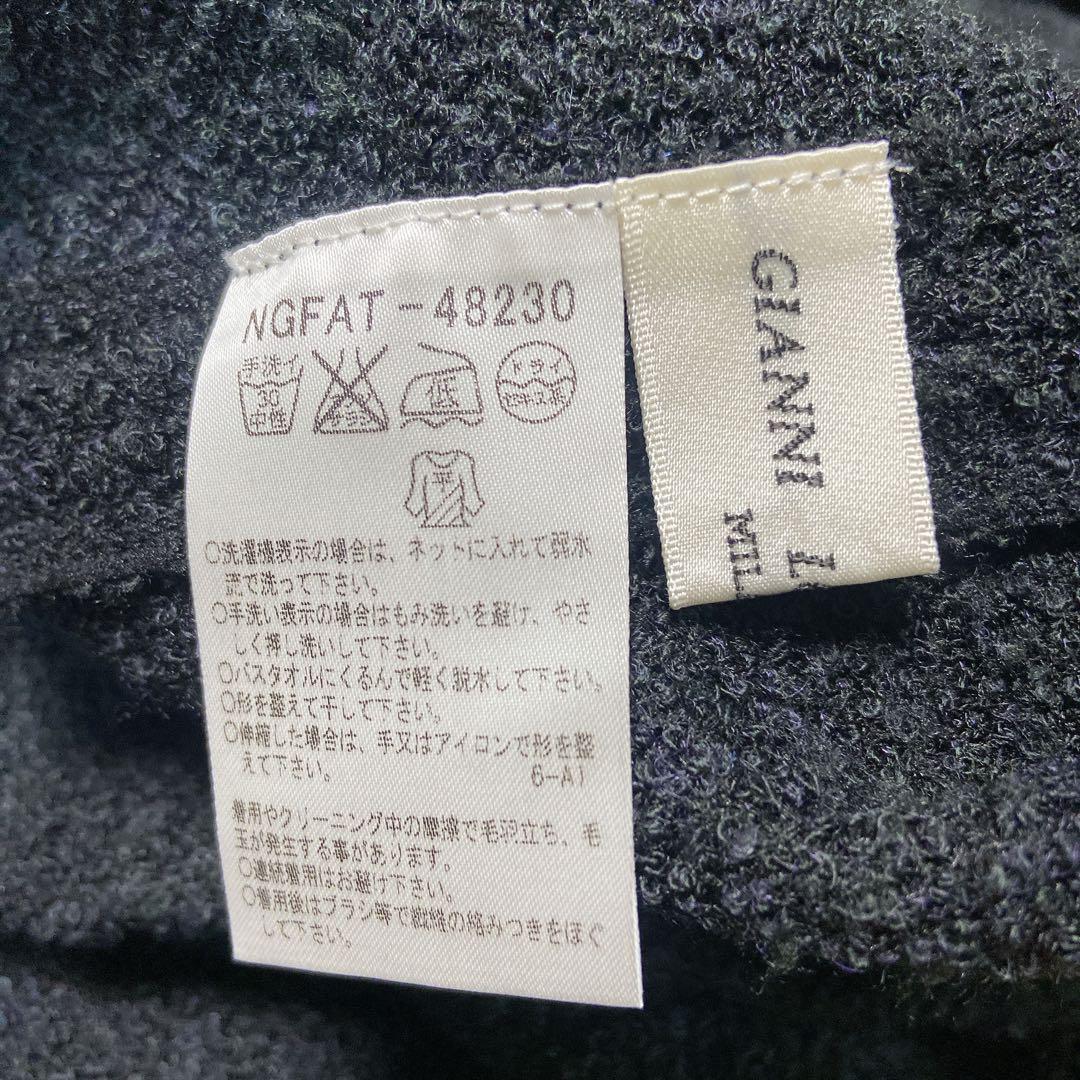 NGFAT-48230
手洗イ
30
中性
エンソサラシ
低
ドライ
セキユ系
○洗濯機表示の場合は、ネットに入れて弱水
流で洗って下さい。
○手洗い表示の場合はもみ洗いを避け、やさ
しく押し洗いして下さい。
○バスタオルにくるんで軽く脱水して下さい。
○形を整えて干して下さい。
○伸縮した場合は、手又はアイロンで形を整
えて下さい。
6-A1
着用やクリーニング中の摩擦で毛羽立ち、毛
玉が発生する事があります。
○連続着用はお避け下さい。
○着用後はブラシ等で繊維の絡みつきをほぐ
して下さい。
GIANNI
MIL